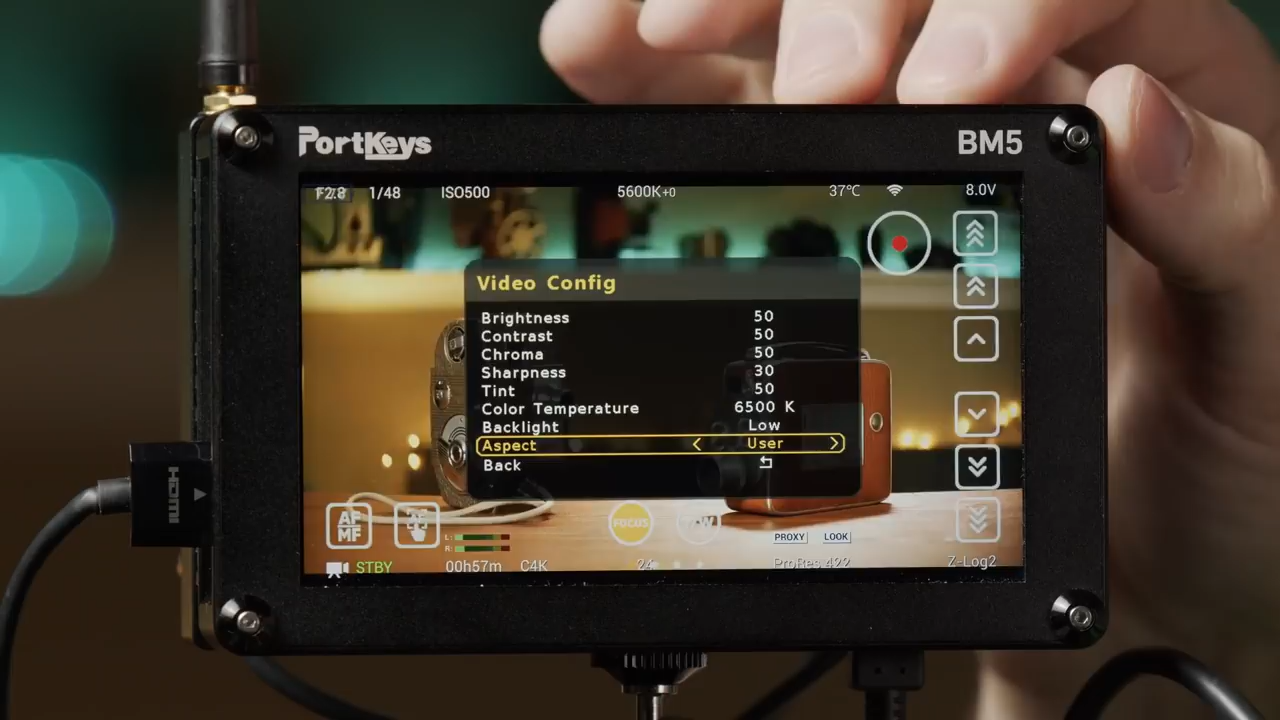 PortKeys
BM5
F2.8 1/48 ISO500 5600K+0 37℃ 8.0V
Video Config
Brightness 50
Contrast 50
Chroma 50
Sharpness 30
Tint 50
Color Temperature 6500 K
Backlight Low
Aspect < User >
Back
HDMI
AF
MF
FOCUS
L:
R:
PROXY LOOK
STBY 00h57m C4K 24 ProRes 422 Z-Log2